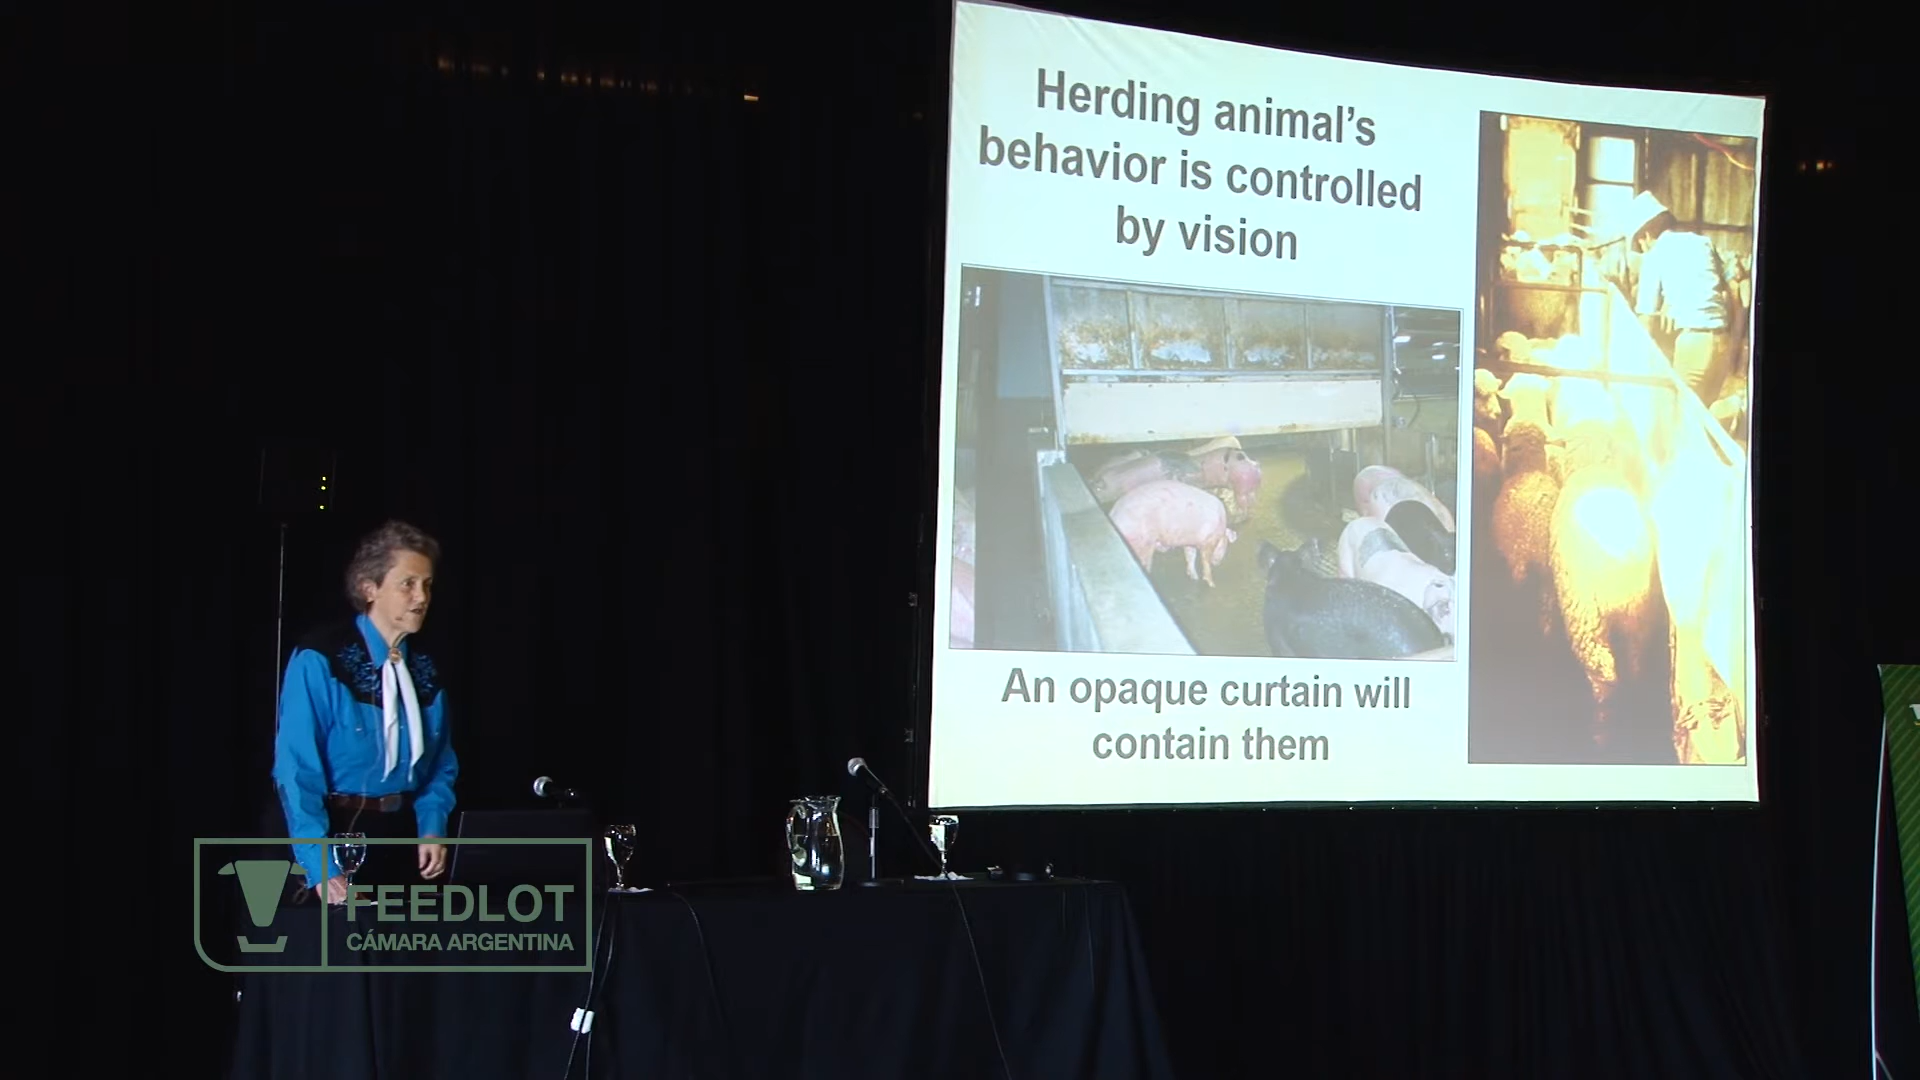 Herding animal's
behavior is controlled
by vision
An opaque curtain will
contain them
FEEDLOT
CÁMARA ARGENTINA